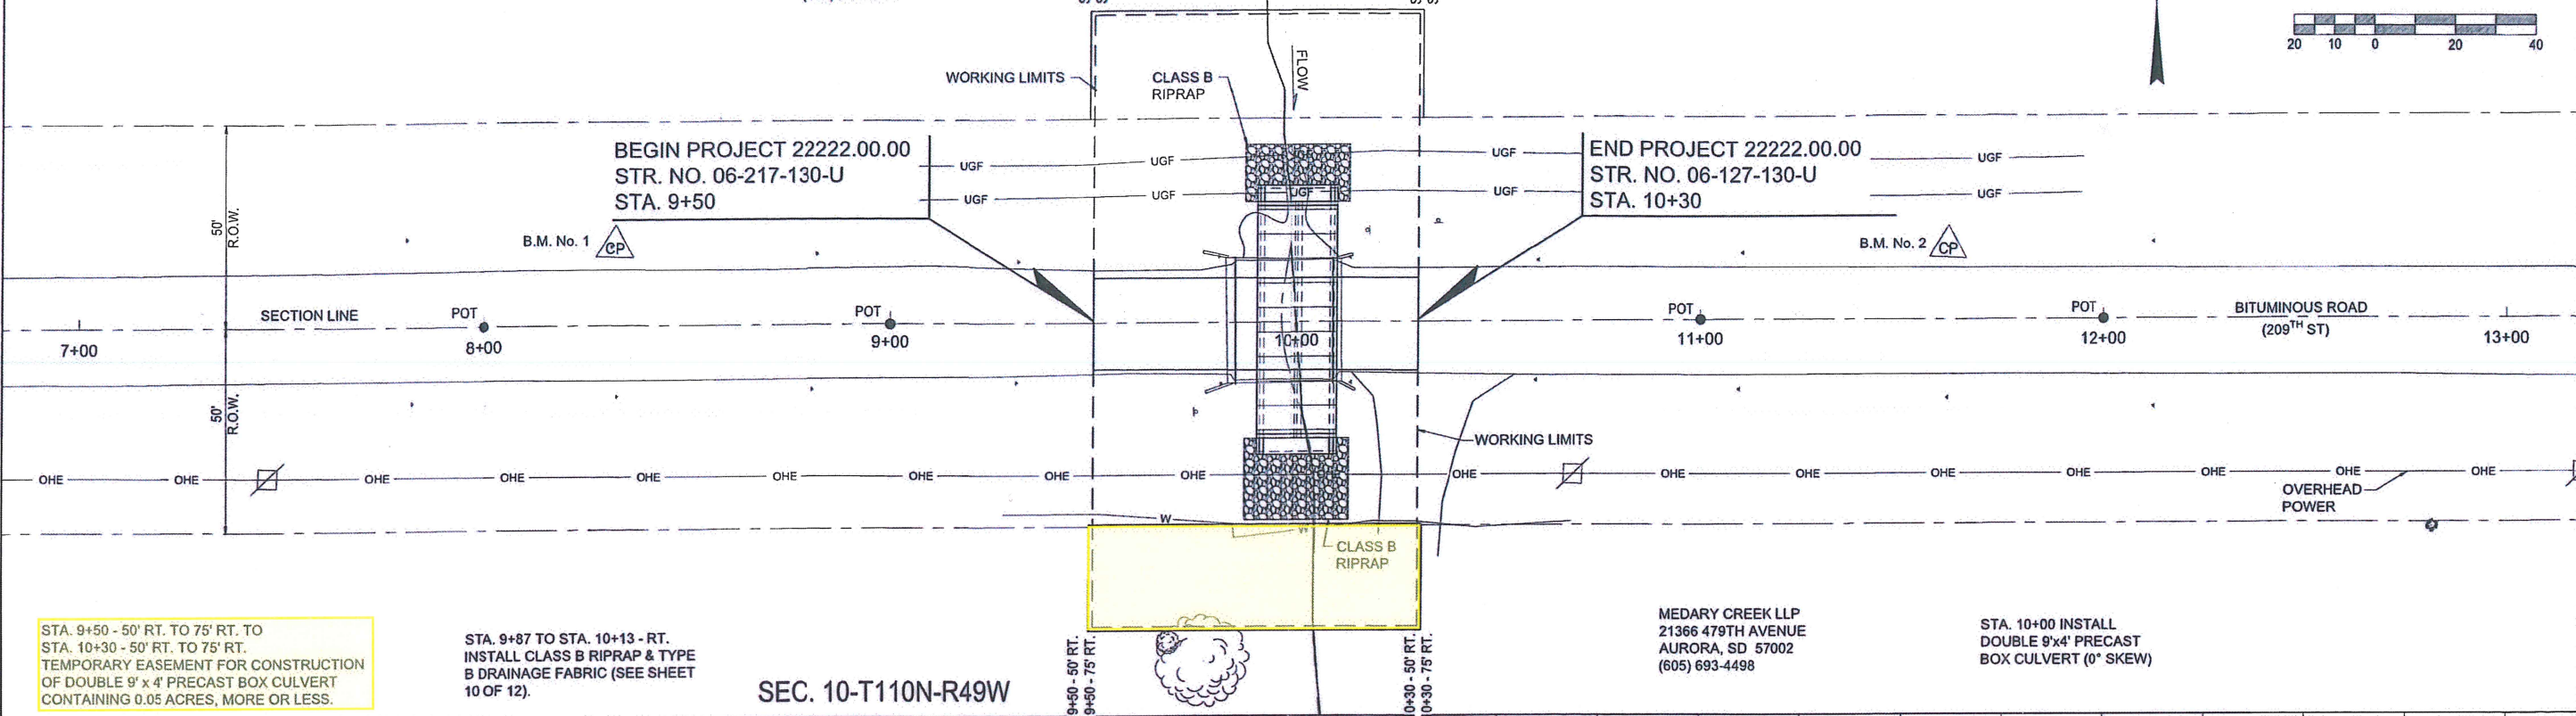 20 10 0 20 40
WORKING LIMITS
CLASS B
RIPRAP
FLOW
BEGIN PROJECT 22222.00.00
STR. NO. 06-217-130-U
STA. 9+50
UGF UGF UGF UGF
UGF UGF UGF UGF UGF
END PROJECT 22222.00.00
STR. NO. 06-127-130-U
STA. 10+30
50'
R.O.W.
B.M. No. 1 CP
B.M. No. 2 CP
SECTION LINE
POT POT POT POT
BITUMINOUS ROAD
(209TH ST)
7+00 8+00 9+00 10+00 11+00 12+00 13+00
50'
R.O.W.
WORKING LIMITS
OHE OHE OHE OHE OHE OHE OHE OHE OHE OHE OHE OHE OHE OHE OHE OHE OHE OHE
OVERHEAD
POWER
W
W
CLASS B
RIPRAP
STA. 9+50 - 50' RT. TO 75' RT. TO
STA. 10+30 - 50' RT. TO 75' RT.
TEMPORARY EASEMENT FOR CONSTRUCTION
OF DOUBLE 9' x 4' PRECAST BOX CULVERT
CONTAINING 0.05 ACRES, MORE OR LESS.
STA. 9+87 TO STA. 10+13 - RT.
INSTALL CLASS B RIPRAP & TYPE
B DRAINAGE FABRIC (SEE SHEET
10 OF 12).
SEC. 10-T110N-R49W
9+50 - 50' RT.
9+50 - 75' RT.
0+30 - 50' RT.
0+30 - 75' RT.
MEDARY CREEK LLP
21366 479TH AVENUE
AURORA, SD 57002
(605) 693-4498
STA. 10+00 INSTALL
DOUBLE 9'x4' PRECAST
BOX CULVERT (0° SKEW)